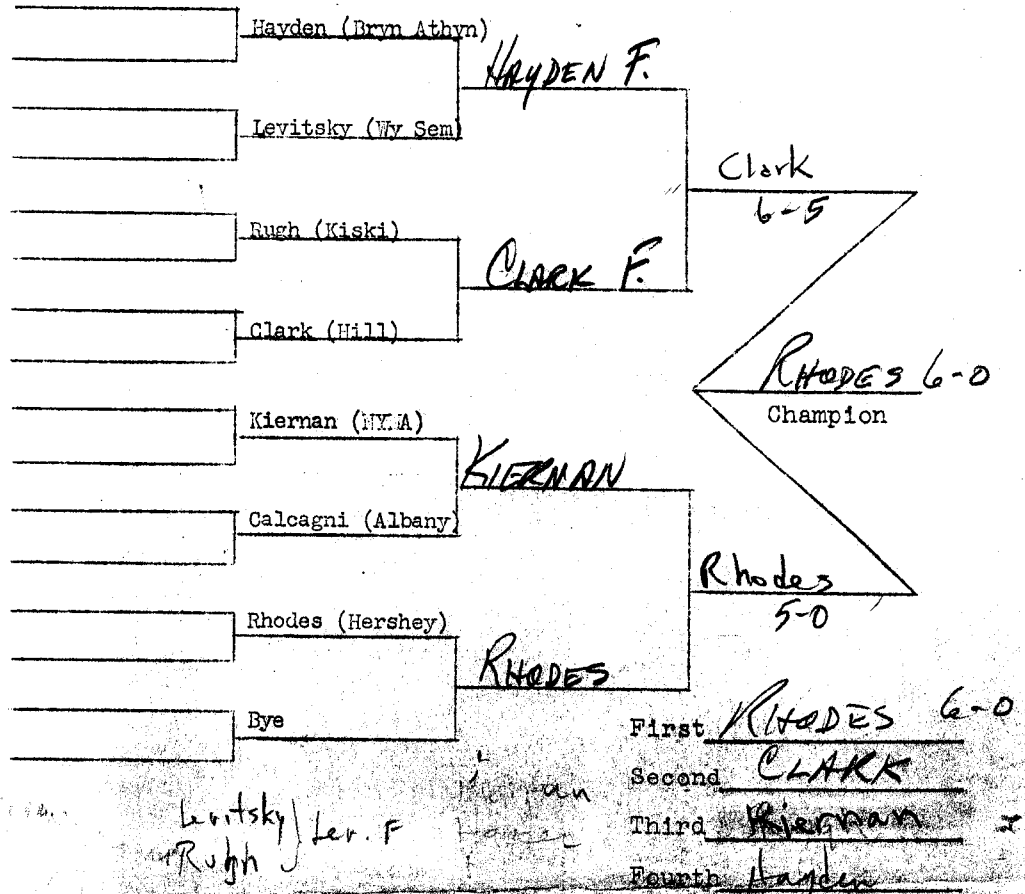 Hayden (Bryn Athyn)
HAYDEN F.
Levitsky (Wy Sem)
Clark
6-5
Rugh (Kiski)
CLARK F.
Clark (Hill)
RHODES 6-0
Champion
Kiernan
KIERNAN
Calcagni (Albany)
Rhodes
5-0
Rhodes (Hershey)
RHODES
Bye
First RHODES 6-0
Second CLARK
Third Kiernan
Fourth Hayden
Levitsky
Rugh
Lev. F